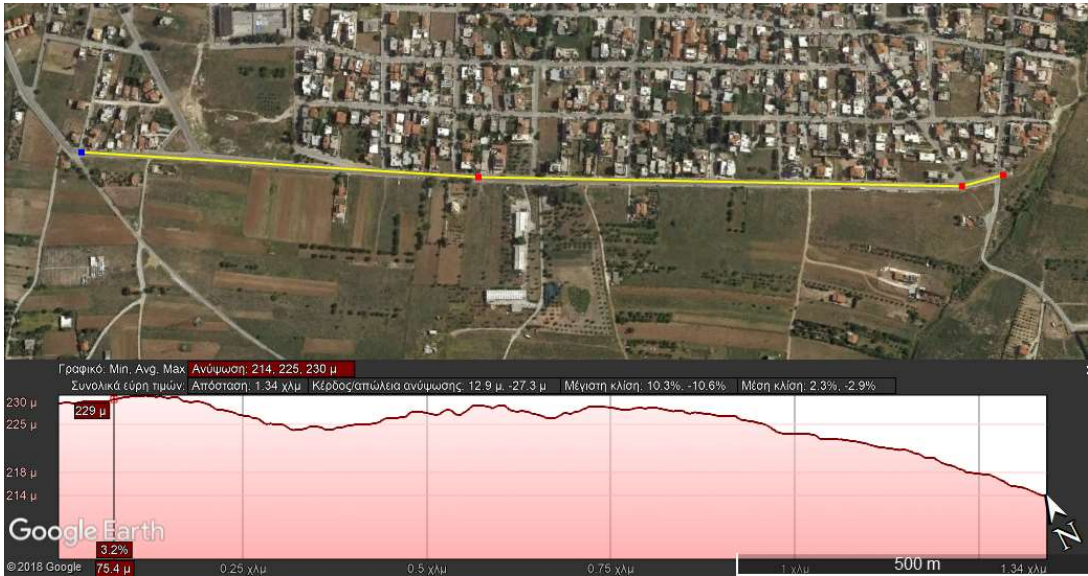 Γραφικό: Min, Avg, Max Ανύψωση: 214, 225, 230 μ
Συνολικά εύρη τιμών: Απόσταση: 1.34 χλμ Κέρδος/απώλεια ανύψωσης: 12.9 μ, -27.3 μ Μέγιστη κλίση: 10.3%, -10.6% Μέση κλίση: 2.3%, -2.9%
230 μ
229 μ
225 μ
218 μ
214 μ
Google Earth
N
3.2%
500 m
©2018 Google 75.4 μ 0.25 χλμ 0.5 χλμ 0.75 χλμ 1 χλμ 1.34 χλμ